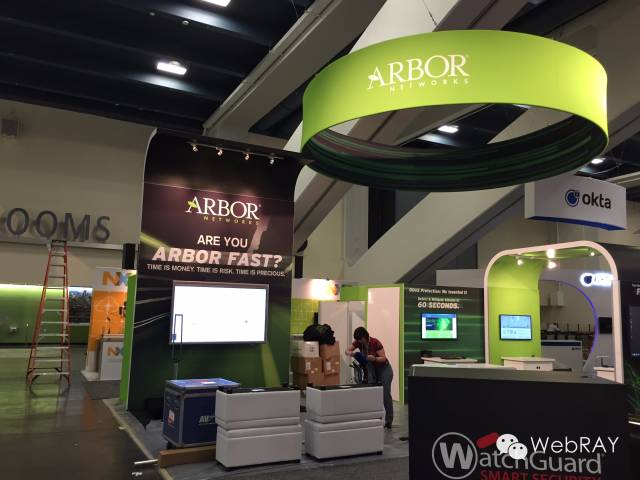 ARBOR
NETWORKS
okta
OOMS
ARBOR
NETWORKS
ARE YOU
ARBOR FAST?
TIME IS MONEY. TIME IS RISK. TIME IS PRECIOUS.
60 SECONDS.
WebRAY
WatchGuard
SMART SECURITY